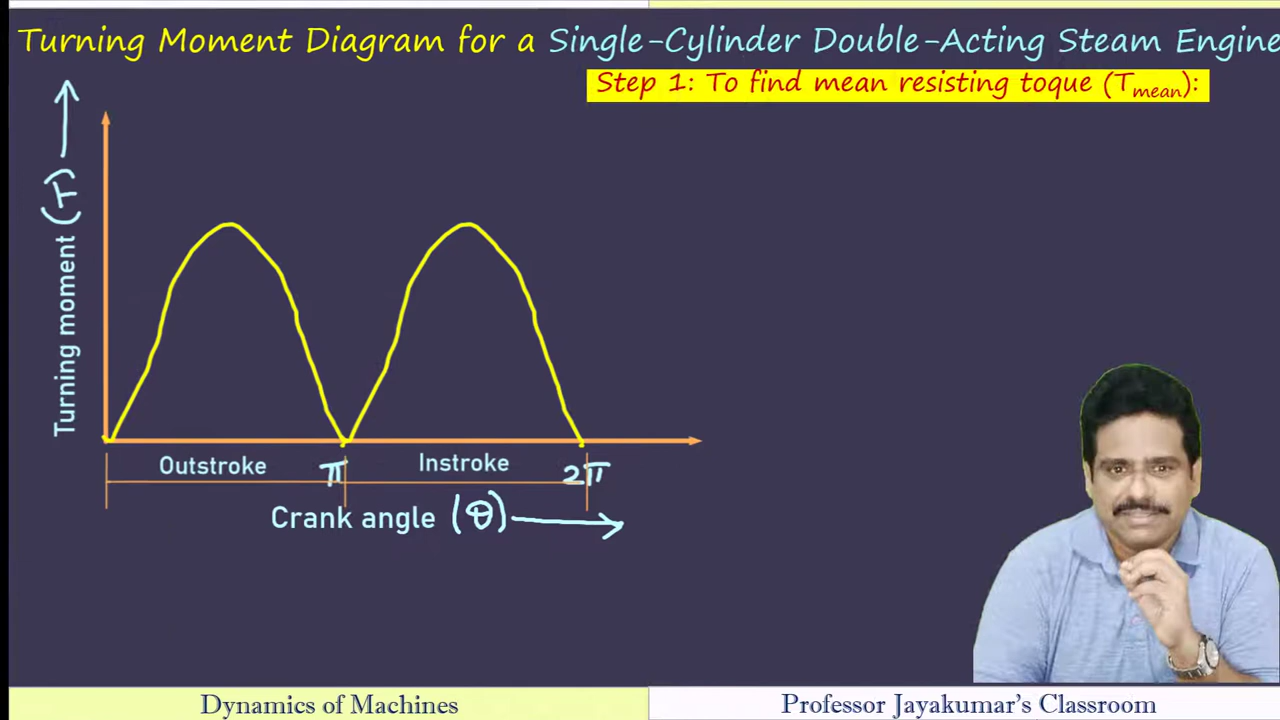 Turning Moment Diagram for a Single-Cylinder Double-Acting Steam Engine
Step 1: To find mean resisting toque (Tmean):
Turning moment (T)
Outstroke
π
Instroke
2π
Crank angle (θ)
Dynamics of Machines
Professor Jayakumar's Classroom